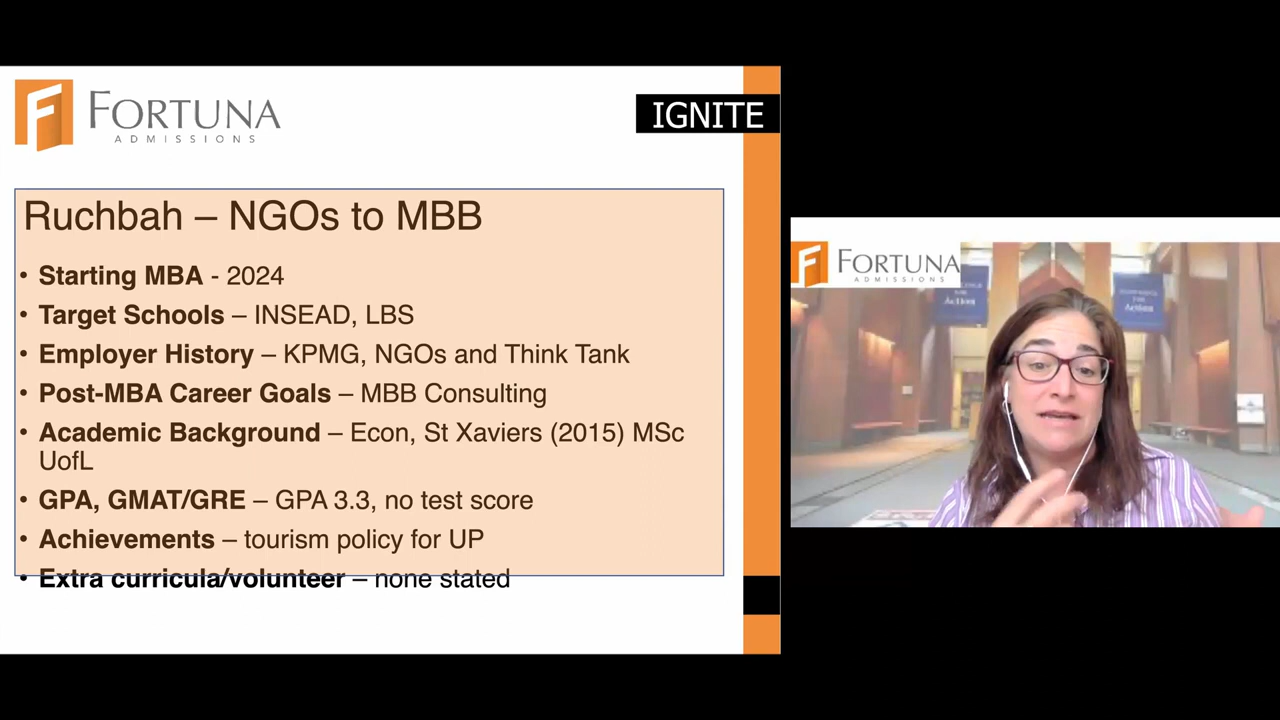 FORTUNA
ADMISSIONS
IGNITE
Ruchbah – NGOs to MBB
• Starting MBA - 2024
• Target Schools – INSEAD, LBS
• Employer History – KPMG, NGOs and Think Tank
• Post-MBA Career Goals – MBB Consulting
• Academic Background – Econ, St Xaviers (2015) MSc
UofL
• GPA, GMAT/GRE – GPA 3.3, no test score
• Achievements – tourism policy for UP
• Extra curricula/volunteer – none stated
FORTUNA
ADMISSIONS
Action
Action